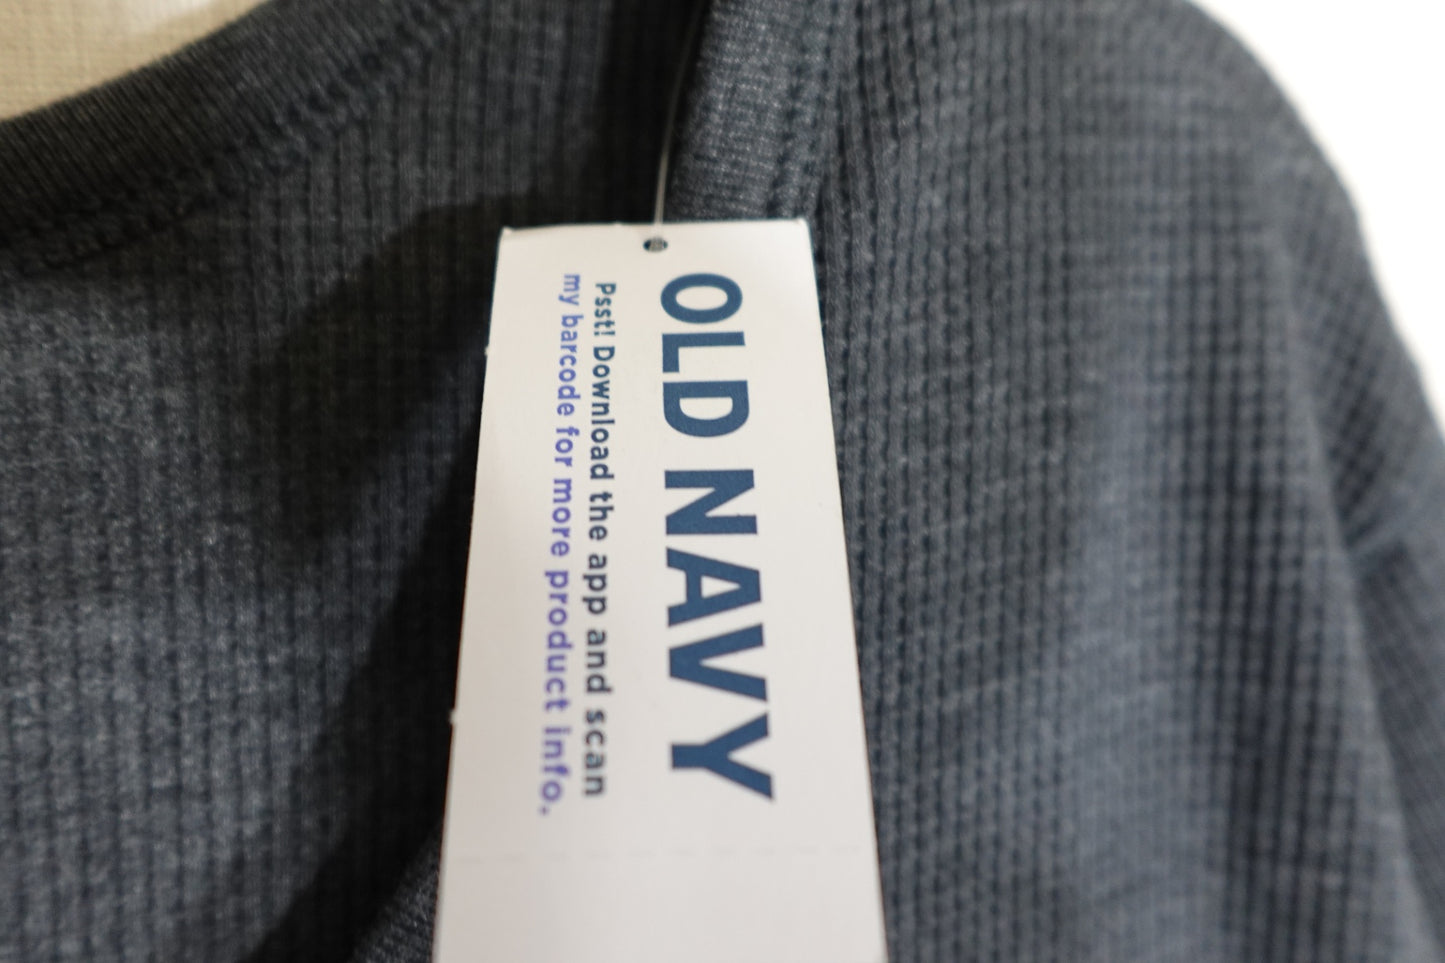 OLD NAVY
Psst! Download the app and scan
my barcode for more product info.